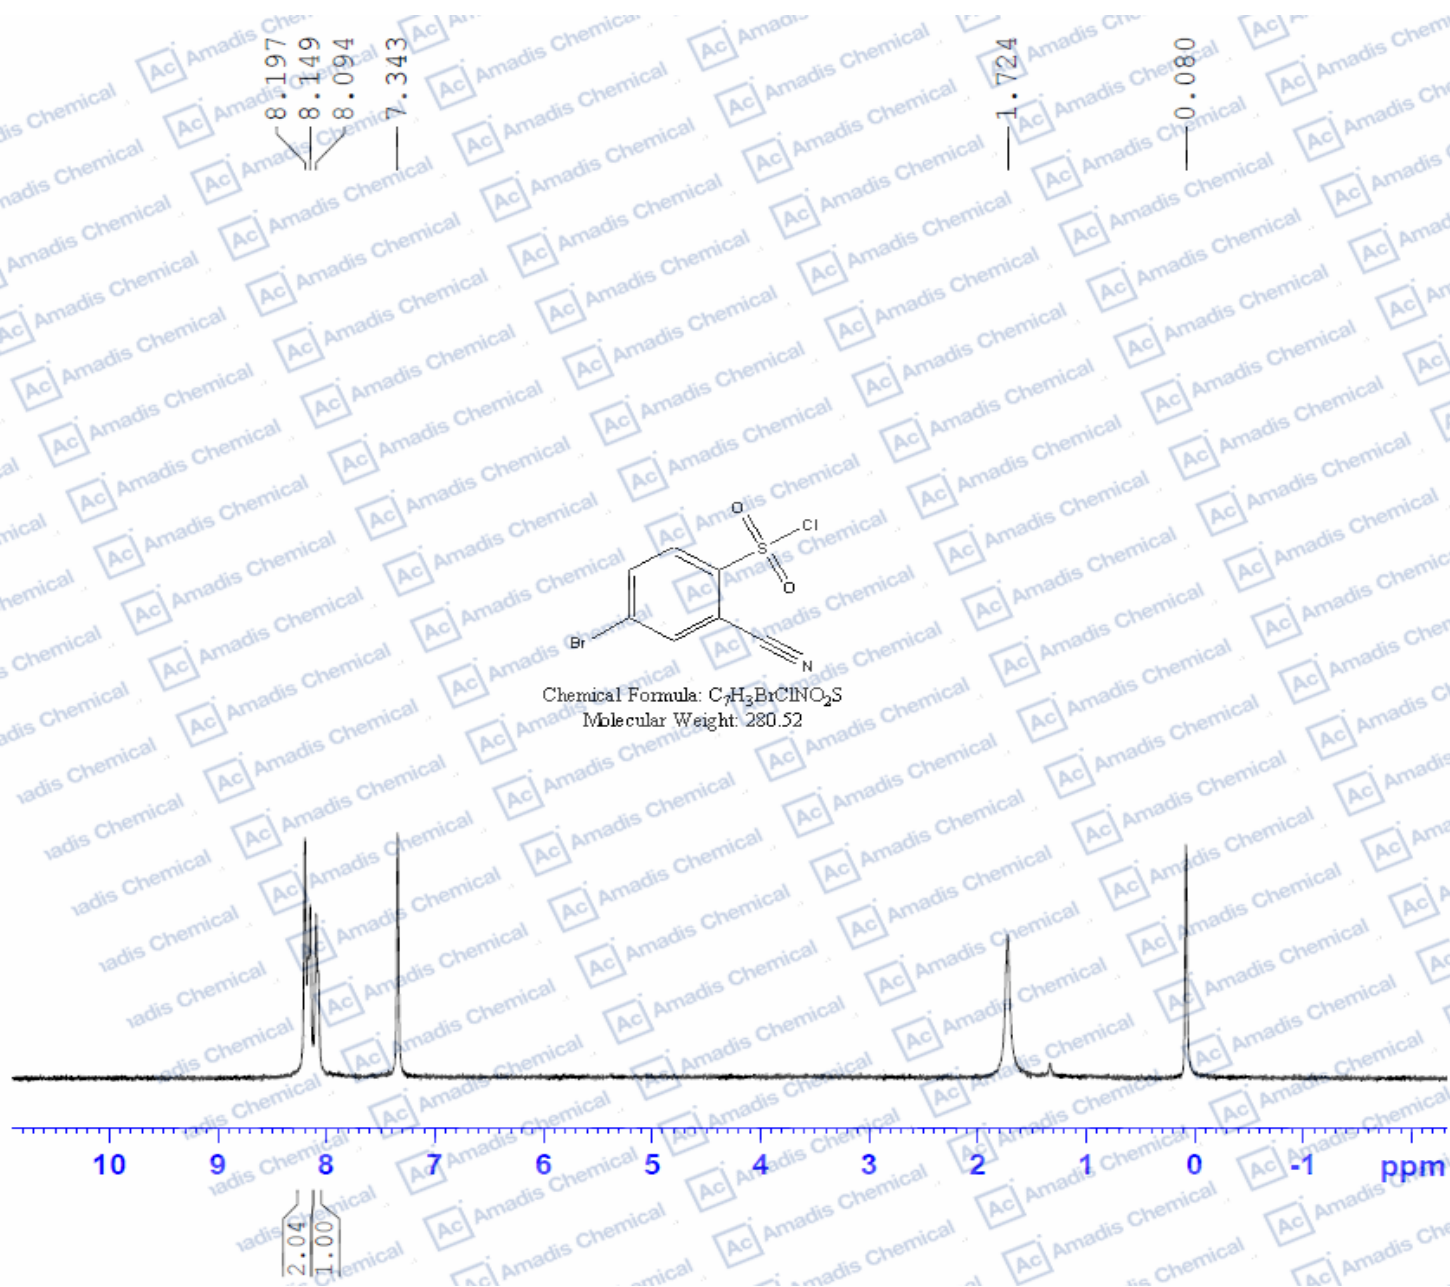 8.197
8.149
8.094
7.343
1.724
0.080
O
Cl
S
O
Br
N
Chemical Formula: C₇H₃BrClNO₂S
Molecular Weight: 280.52
10 9 8 7 6 5 4 3 2 1 0 -1 ppm
2.04
1.00
Ac Amadis Chemical